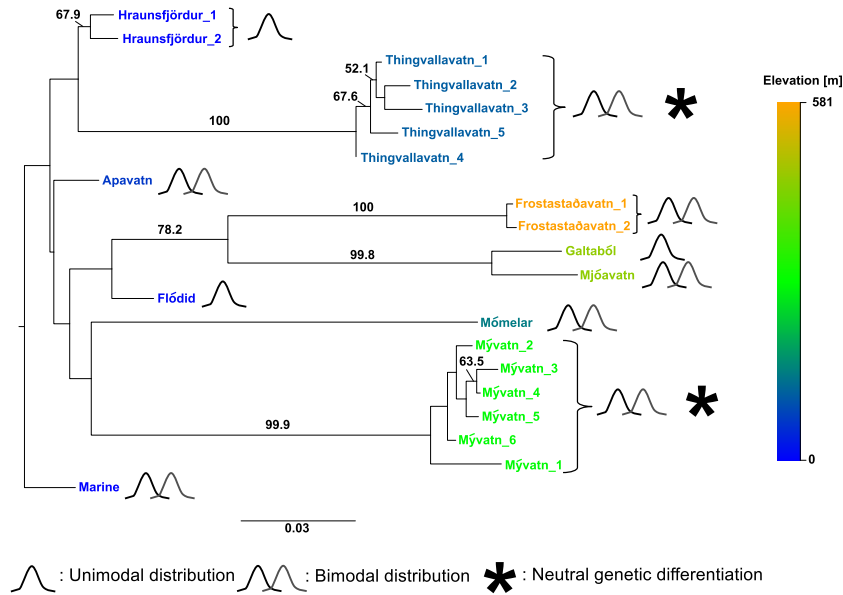 67.9
Hraunsfjördur_1
Hraunsfjördur_2
Thingvallavatn_1
52.1
Thingvallavatn_2
67.6
Thingvallavatn_3
100
Thingvallavatn_5
Thingvallavatn_4
Elevation [m]
581
Apavatn
100
Frostastaðavatn_1
Frostastaðavatn_2
78.2
Galtaból
99.8
Mjóavatn
Flódid
Mómelar
Mývatn_2
63.5
Mývatn_3
Mývatn_4
Mývatn_5
99.9
Mývatn_6
Mývatn_1
0
Marine
0.03
: Unimodal distribution : Bimodal distribution * : Neutral genetic differentiation